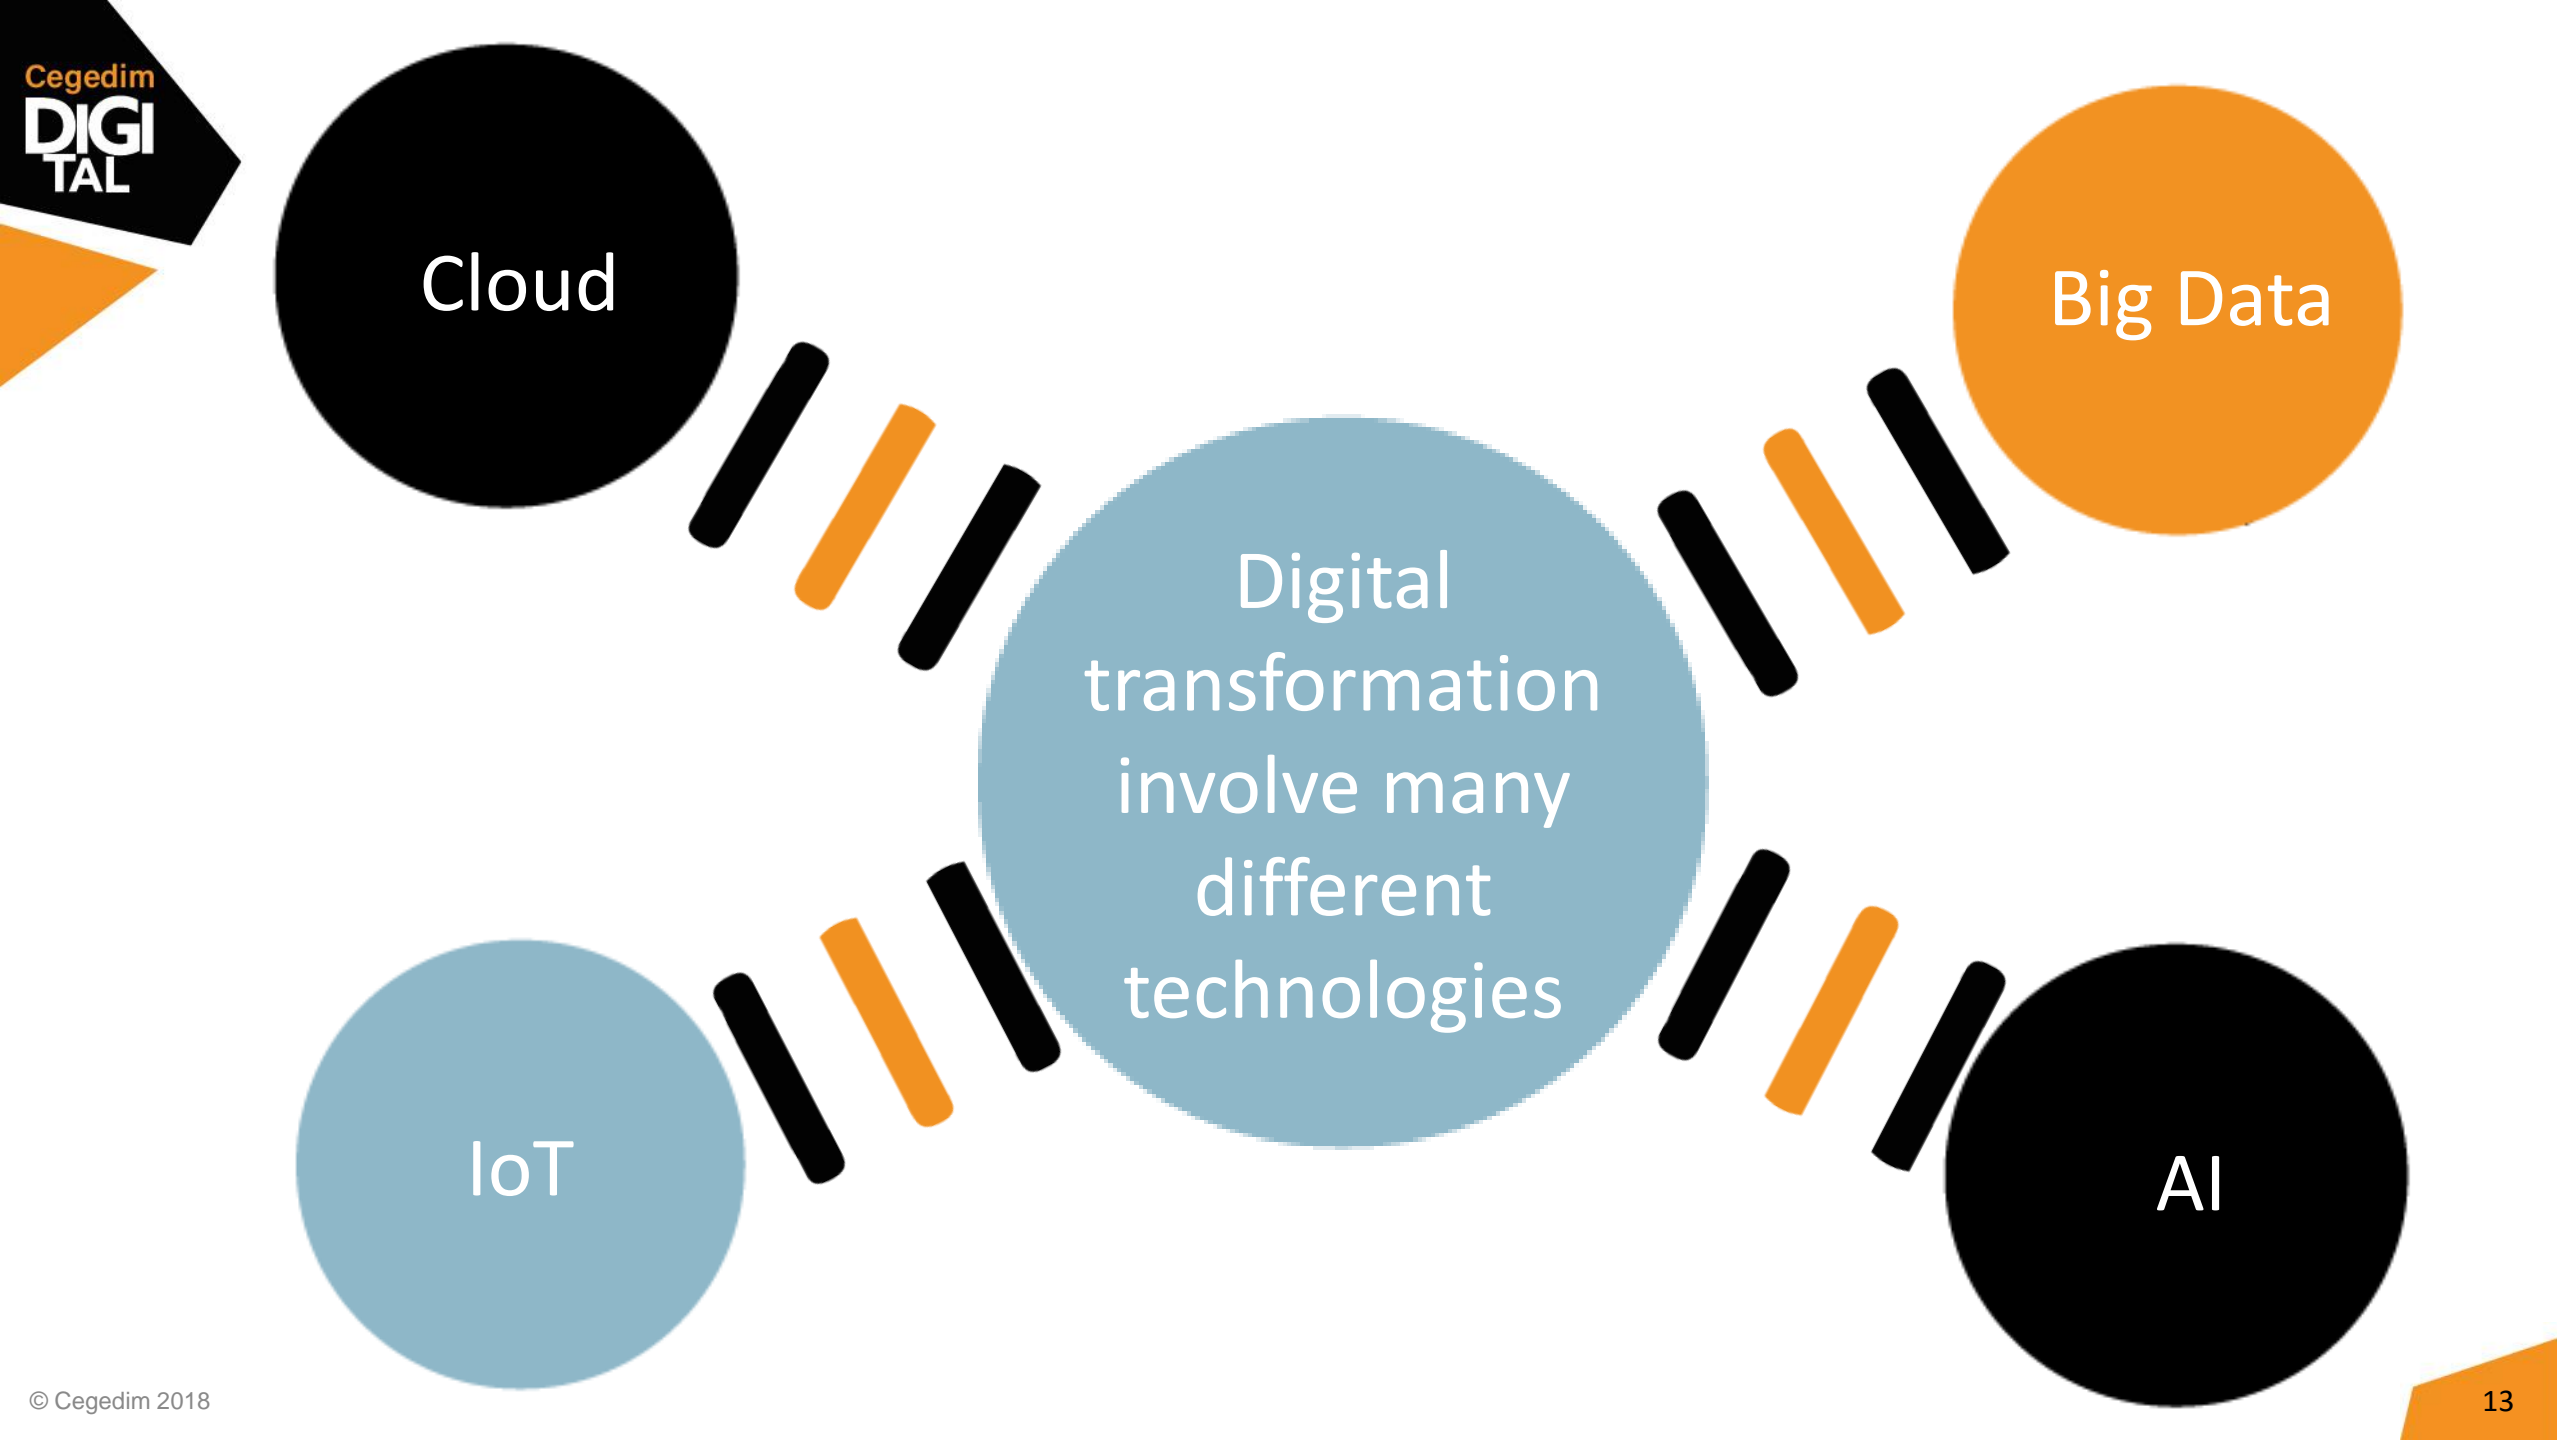 Cegedim
DIGI
TAL
Cloud
Big Data
Digital
transformation
involve many
different
technologies
IoT
AI
© Cegedim 2018
13